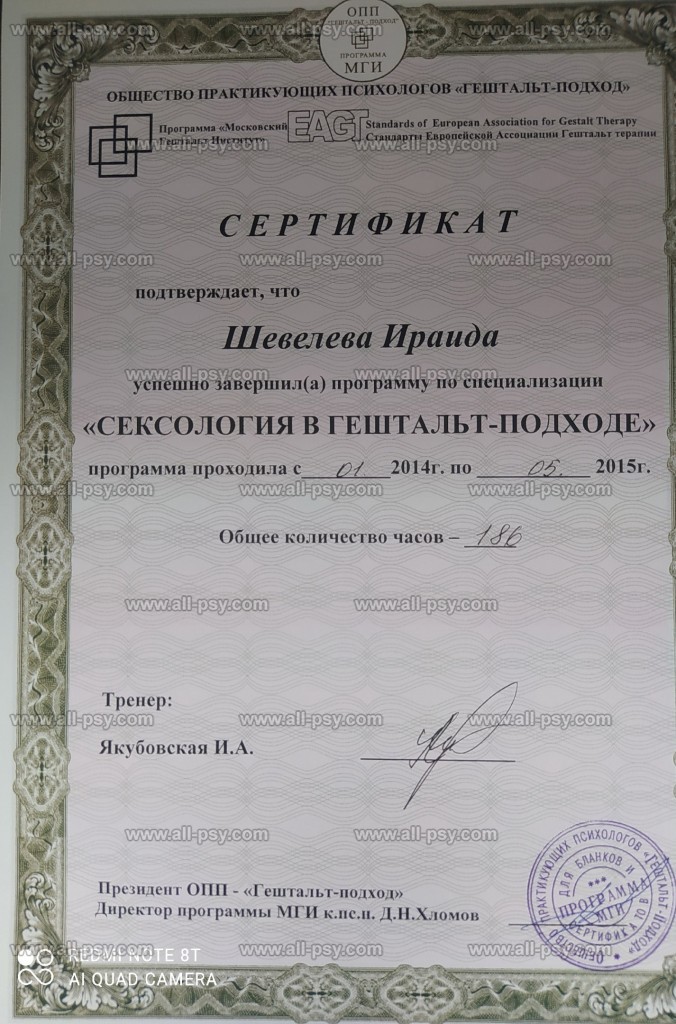 ОПП
"ГЕШТАЛЬТ-ПОДХОД"
ПРОГРАММА
МГИ
ОБЩЕСТВО ПРАКТИКУЮЩИХ ПСИХОЛОГОВ «ГЕШТАЛЬТ-ПОДХОД»
Программа «Московский
Гештальт Институт»
EAGT
Standards of European Association for Gestalt Therapy
Стандарты Европейской Ассоциации Гештальт терапии
СЕРТИФИКАТ
подтверждает, что
Шевелева Ираида
успешно завершил(а) программу по специализации
«СЕКСОЛОГИЯ В ГЕШТАЛЬТ-ПОДХОДЕ»
программа проходила с 01 2014г. по 05. 2015г.
Общее количество часов – 186
Тренер:
Якубовская И.А.
Президент ОПП - «Гештальт-подход»
Директор программы МГИ к.пс.н. Д.Н.Хломов
ОБЩЕСТВО ПРАКТИКУЮЩИХ ПСИХОЛОГОВ «ГЕШТАЛЬТ-ПОДХОД»
ДЛЯ БЛАНКОВ И СЕРТИФИКАТОВ
ПРОГРАММА
МГИ
REDMI NOTE 8T
AI QUAD CAMERA
www.all-psy.com